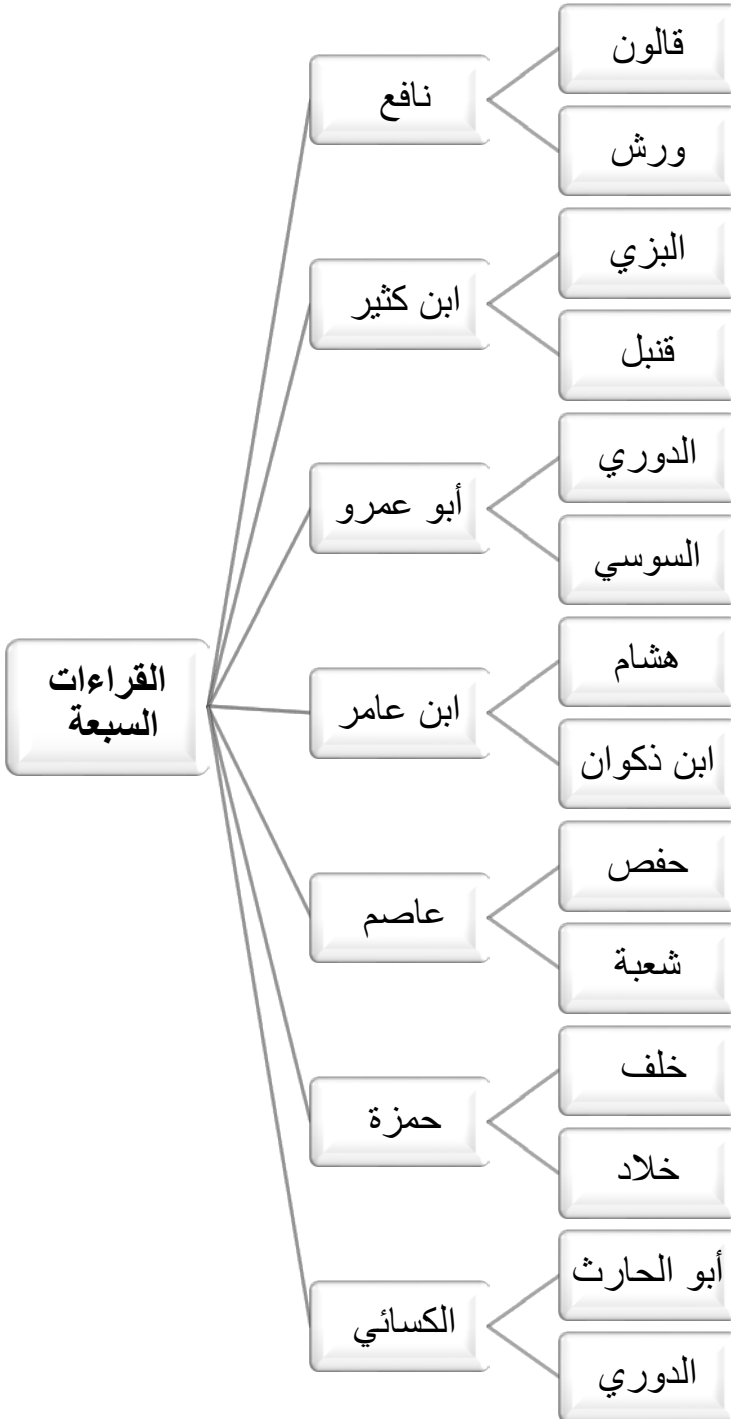 القراءات
السبعة
نافع
قالون
ورش
ابن كثير
البزي
قنبل
أبو عمرو
الدوري
السوسي
ابن عامر
هشام
ابن ذكوان
عاصم
حفص
شعبة
حمزة
خلف
خلاد
الكسائي
أبو الحارث
الدوري